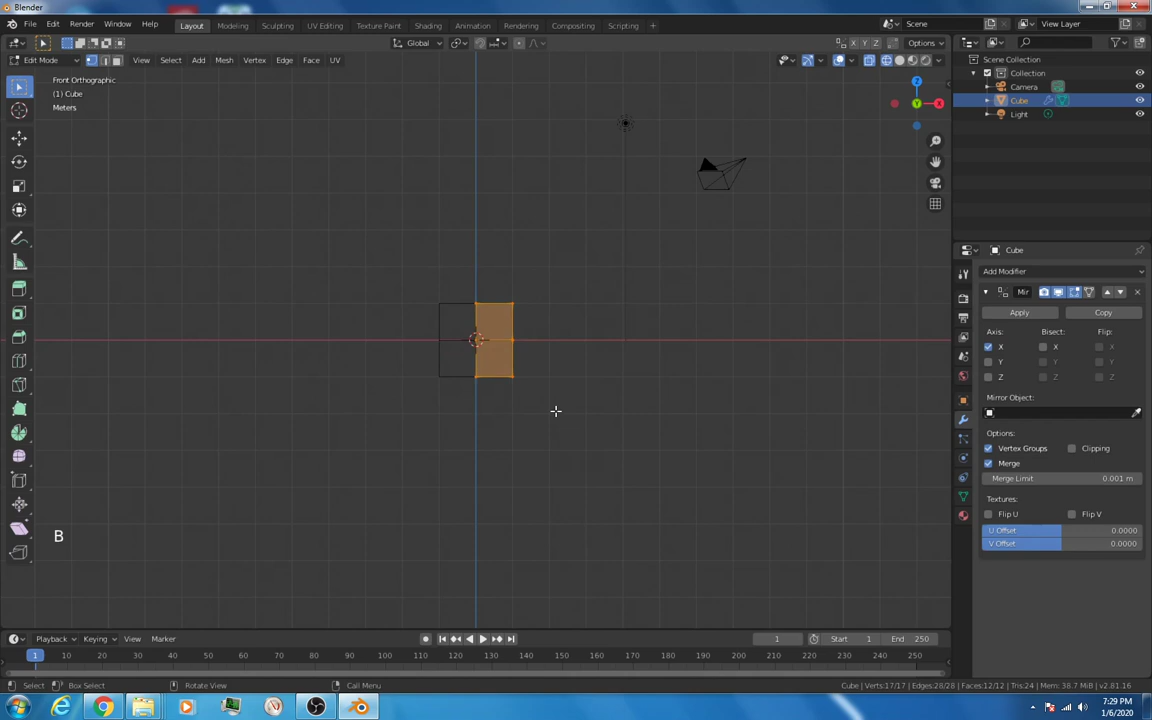 Blender
File Edit Render Window Help Layout Modeling Sculpting UV Editing Texture Paint Shading Animation Rendering Compositing Scripting + Scene View Layer
Global X Y Z Options
Edit Mode View Select Add Mesh Vertex Edge Face UV
Front Orthographic
(1) Cube
Meters
Z
Y
X
B
Scene Collection
Collection
Camera
Cube
Light
Cube
Add Modifier
Mir
Apply Copy
Axis: Bisect: Flip:
X X X
Y Y Y
Z Z Z
Mirror Object:
Options:
Vertex Groups Clipping
Merge
Merge Limit 0.001 m
Textures:
Flip U Flip V
U Offset 0.0000
V Offset 0.0000
Playback Keying View Marker 1 Start 1 End 250
1 10 20 30 40 50 60 70 80 90 100 110 120 130 140 150 160 170 180 190 200 210 220 230 240 250
Select Box Select Rotate View Call Menu Cube | Verts:17/17 | Edges:28/28 | Faces:12/12 | Tris:24 | Mem: 38.7 MiB | v2.81.16
7:29 PM
1/6/2020